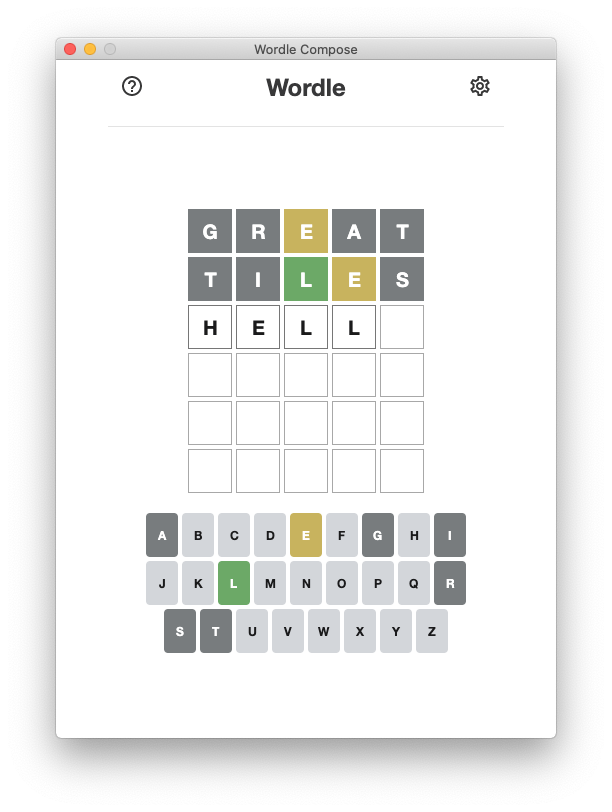 Wordle Compose
Wordle
G R E A T
T I L E S
H E L L
A B C D E F G H I
J K L M N O P Q R
S T U V W X Y Z